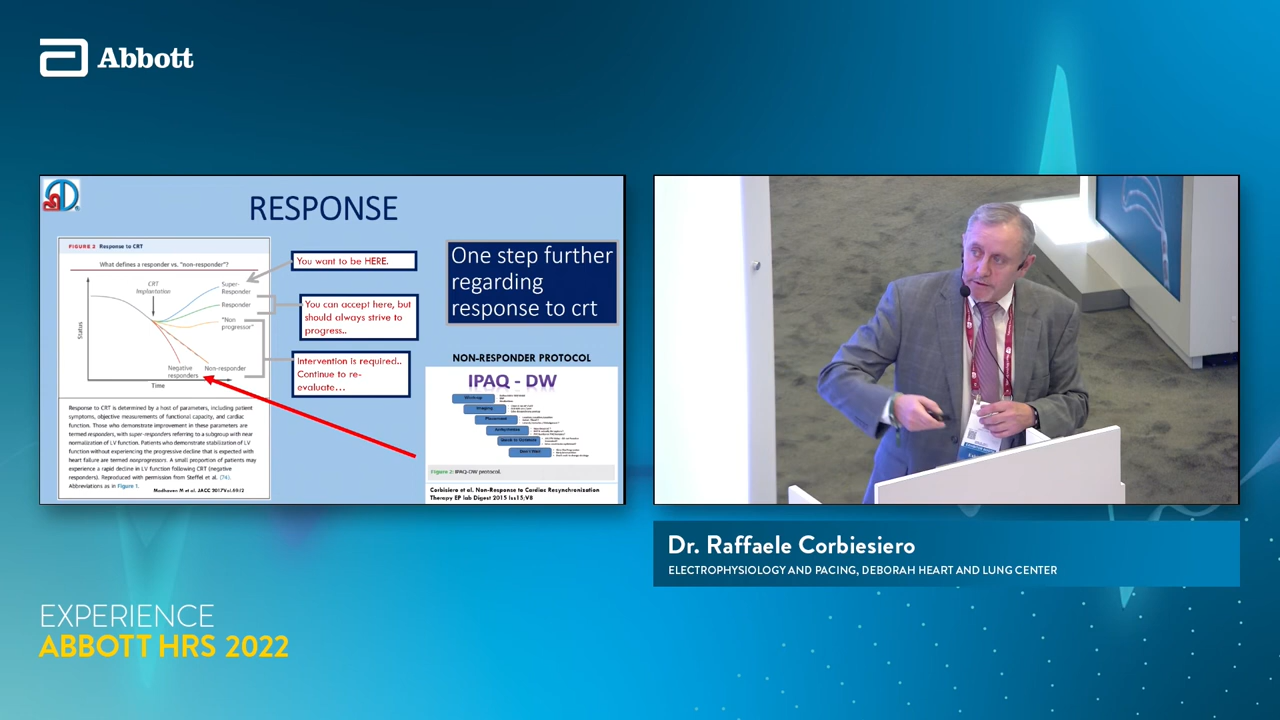 Abbott
RESPONSE
FIGURE 2 Response to CRT
What defines a responder vs. "non-responder"?
CRT
Implantation
Super-
Responder
Responder
"Non
progressor"
Status
Negative
responders
Non-responder
Time
Response to CRT is determined by a host of parameters, including patient
symptoms, objective measurements of functional capacity, and cardiac
function. Those who demonstrate improvement in these parameters are
termed responders, with super-responders referring to a subgroup with near
normalization of LV function. Patients who demonstrate stabilization of LV
function without experiencing the progressive decline that is expected with
heart failure are termed nonprogressors. A small proportion of patients may
experience a rapid decline in LV function following CRT (negative
responders). Reproduced with permission from Steffel et al. (74).
Abbreviations as in Figure 1.
You want to be HERE.
You can accept here, but
should always strive to
progress..
Intervention is required..
Continue to re-
evaluate...
One step further
regarding
response to crt
NON-RESPONDER PROTOCOL
IPAQ - DW
Imaging
Don't Wait
Figure 2: IPAQ-DW protocol.
Corbisiero et al. Non-Response to Cardiac Resynchronization
Therapy EP lab Digest 2015 Iss15;V8
Dr. Raffaele Corbiesiero
ELECTROPHYSIOLOGY AND PACING, DEBORAH HEART AND LUNG CENTER
EXPERIENCE
ABBOTT HRS 2022